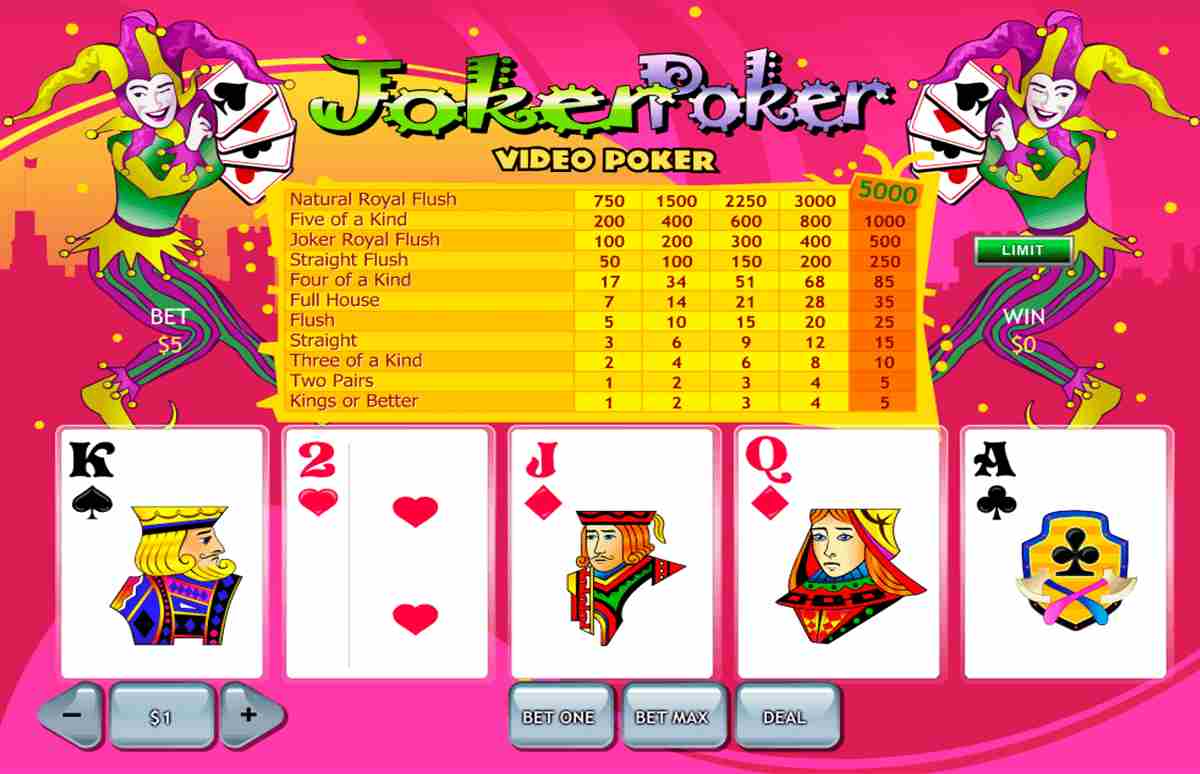 Joker Poker
VIDEO POKER
Natural Royal Flush 750 1500 2250 3000 5000
Five of a Kind 200 400 600 800 1000
Joker Royal Flush 100 200 300 400 500
Straight Flush 50 100 150 200 250
Four of a Kind 17 34 51 68 85
Full House 7 14 21 28 35
Flush 5 10 15 20 25
Straight 3 6 9 12 15
Three of a Kind 2 4 6 8 10
Two Pairs 1 2 3 4 5
Kings or Better 1 2 3 4 5
LIMIT
BET
$5
WIN
$0
K 2 J Q A
− $1 + BET ONE BET MAX DEAL